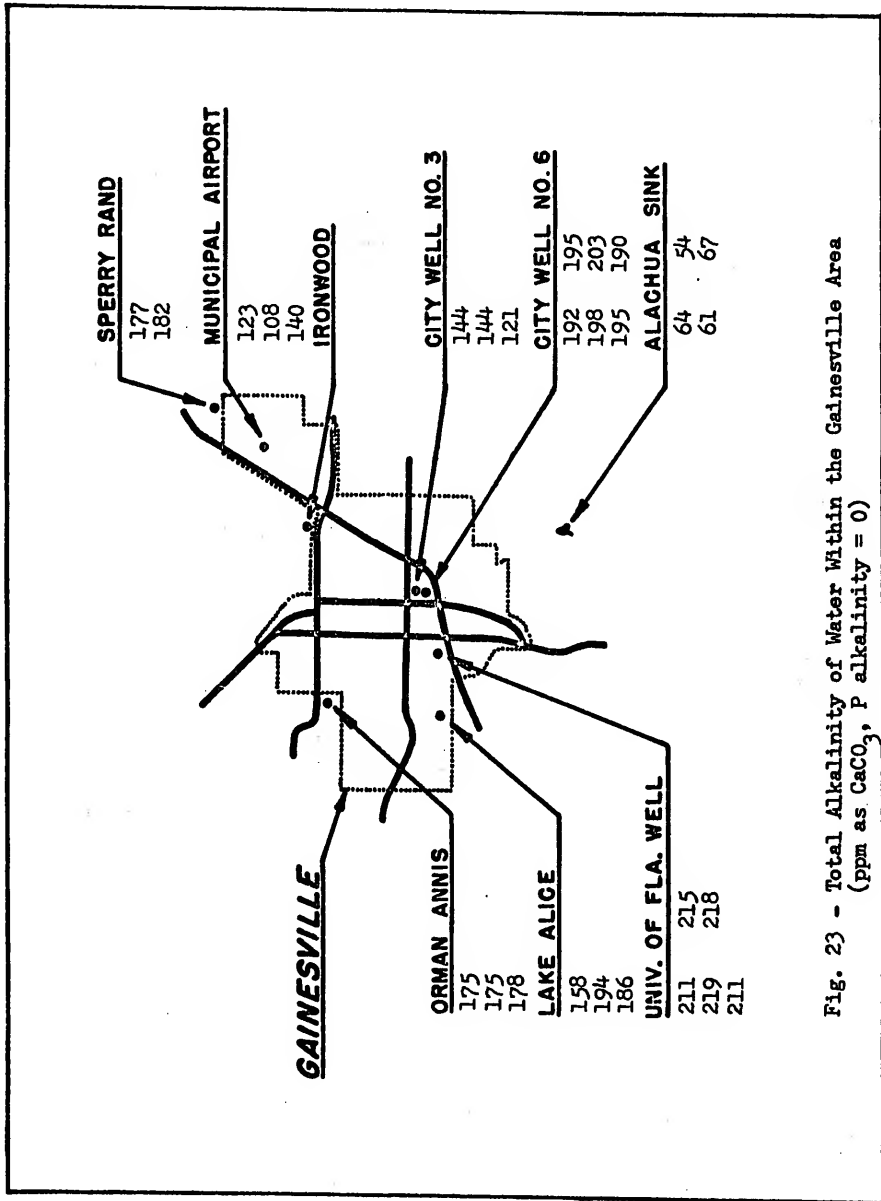 SPERRY RAND
177
182
MUNICIPAL AIRPORT
123
108
140
IRONWOOD
CITY WELL NO. 3
144
144
121
CITY WELL NO. 6
192 195
198 203
195 190
ALACHUA SINK
64 54
61 67
GAINESVILLE
ORMAN ANNIS
175
175
178
LAKE ALICE
158
194
186
UNIV. OF FLA. WELL
211 215
219 218
211
Fig. 23 - Total Alkalinity of Water Within the Gainesville Area
(ppm as CaCO3, P alkalinity = 0)